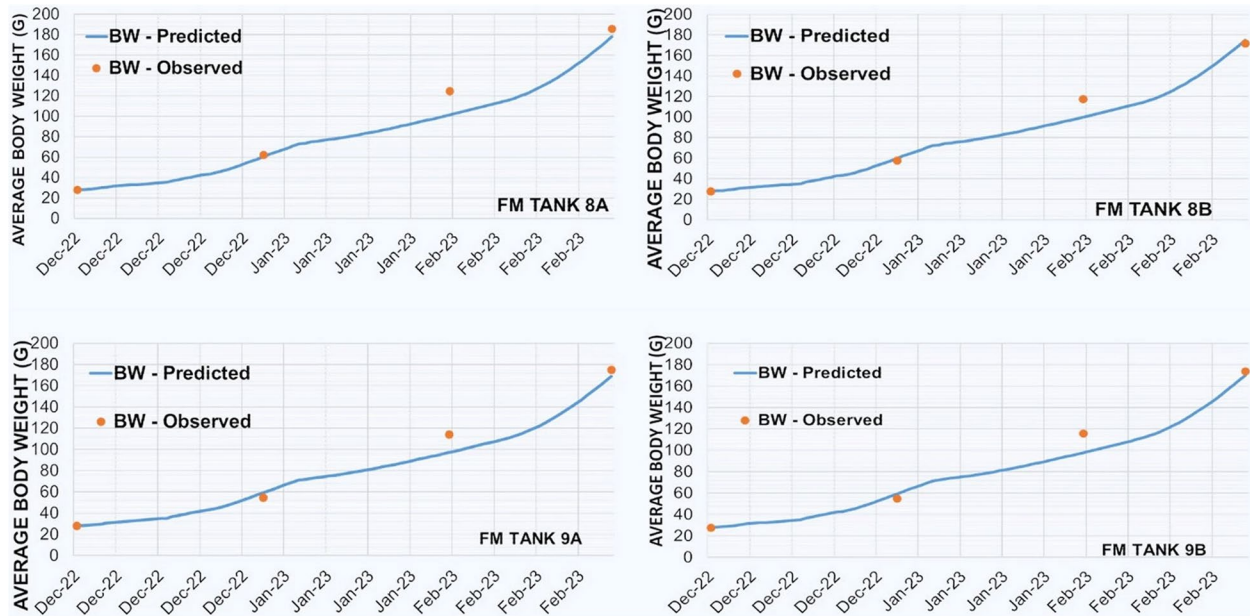 AVERAGE BODY WEIGHT (G)
200
180
160
140
120
100
80
60
40
20
0
BW - Predicted
BW - Observed
FM TANK 8A
Dec-22 Dec-22 Dec-22 Dec-22 Dec-22 Jan-23 Jan-23 Jan-23 Jan-23 Feb-23 Feb-23 Feb-23 Feb-23
AVERAGE BODY WEIGHT (G)
200
180
160
140
120
100
80
60
40
20
0
BW - Predicted
BW - Observed
FM TANK 8B
Dec-22 Dec-22 Dec-22 Dec-22 Dec-22 Jan-23 Jan-23 Jan-23 Jan-23 Feb-23 Feb-23 Feb-23 Feb-23
AVERAGE BODY WEIGHT (G)
200
180
160
140
120
100
80
60
40
20
0
BW - Predicted
BW - Observed
FM TANK 9A
Dec-22 Dec-22 Dec-22 Dec-22 Dec-22 Jan-23 Jan-23 Jan-23 Jan-23 Feb-23 Feb-23 Feb-23 Feb-23
AVERAGE BODY WEIGHT (G)
200
180
160
140
120
100
80
60
40
20
0
BW - Predicted
BW - Observed
FM TANK 9B
Dec-22 Dec-22 Dec-22 Dec-22 Dec-22 Jan-23 Jan-23 Jan-23 Jan-23 Feb-23 Feb-23 Feb-23 Feb-23